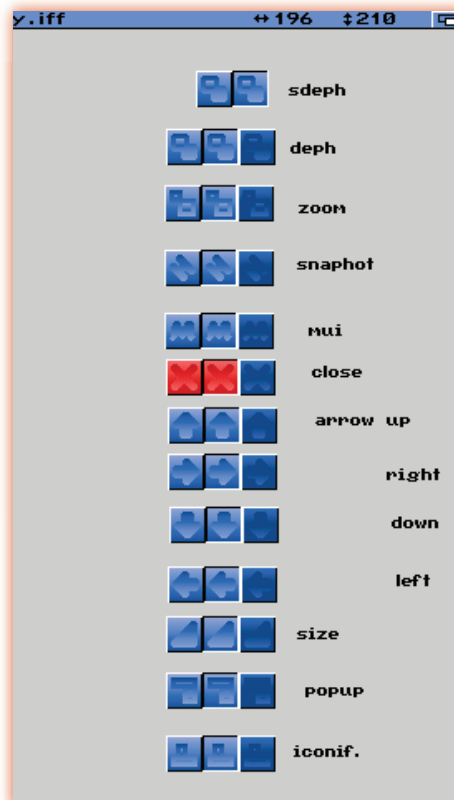 y.iff ↔196 ↕210
sdeph
deph
zoom
snaphot
mui
close
arrow up
right
down
left
size
popup
iconif.